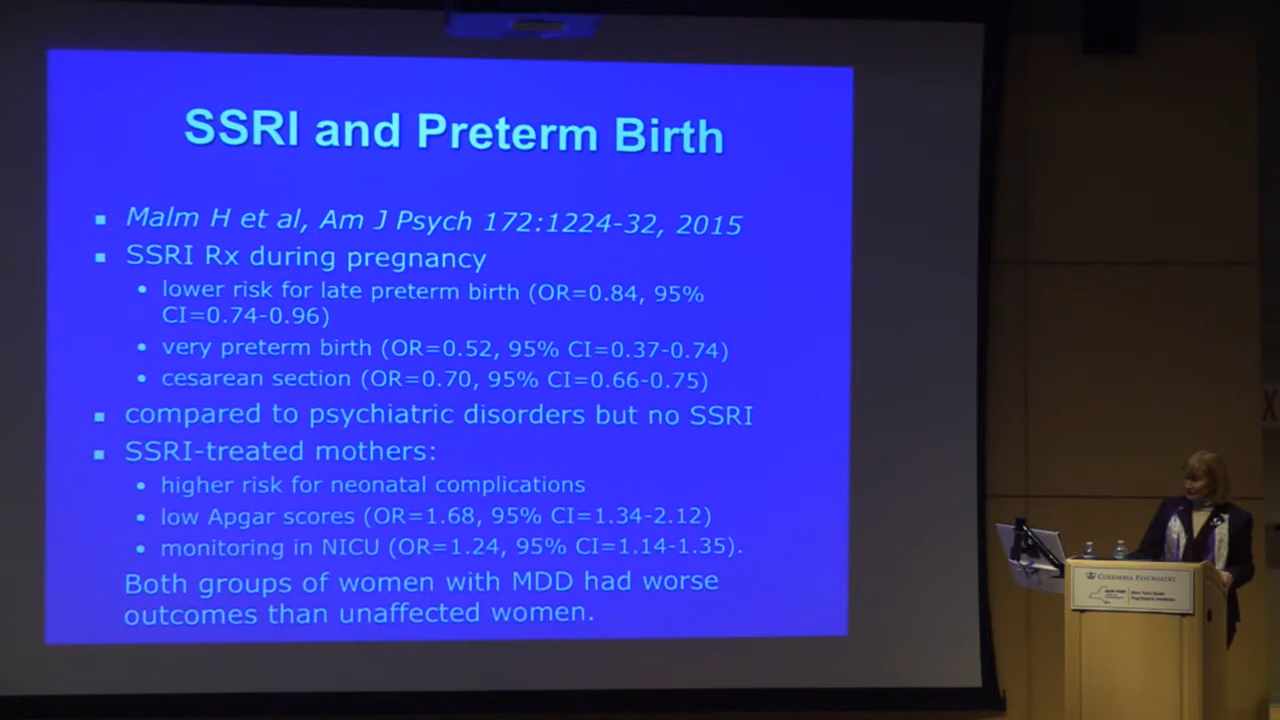 SSRI and Preterm Birth
Malm H et al, Am J Psych 172:1224-32, 2015
SSRI Rx during pregnancy
lower risk for late preterm birth (OR=0.84, 95%
CI=0.74-0.96)
very preterm birth (OR=0.52, 95% CI=0.37-0.74)
cesarean section (OR=0.70, 95% CI=0.66-0.75)
compared to psychiatric disorders but no SSRI
SSRI-treated mothers:
higher risk for neonatal complications
low Apgar scores (OR=1.68, 95% CI=1.34-2.12)
monitoring in NICU (OR=1.24, 95% CI=1.14-1.35).
Both groups of women with MDD had worse
outcomes than unaffected women.
COLUMBIA PSYCHIATRY
New York State
Psychiatric Institute